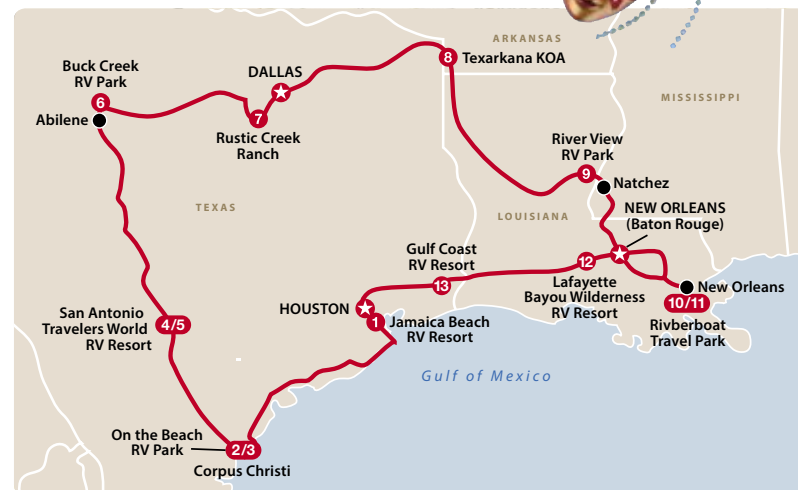 ARKANSAS
8
Texarkana KOA
Buck Creek
RV Park
6
Abilene
DALLAS
7
Rustic Creek
Ranch
MISSISSIPPI
River View
RV Park
9
Natchez
TEXAS
LOUISIANA
NEW ORLEANS
(Baton Rouge)
Gulf Coast
RV Resort
13
12
Lafayette
Bayou Wilderness
RV Resort
New Orleans
10/11
Rivberboat
Travel Park
HOUSTON
1
Jamaica Beach
RV Resort
San Antonio
Travelers World
RV Resort
4/5
Gulf of Mexico
On the Beach
RV Park
2/3
Corpus Christi